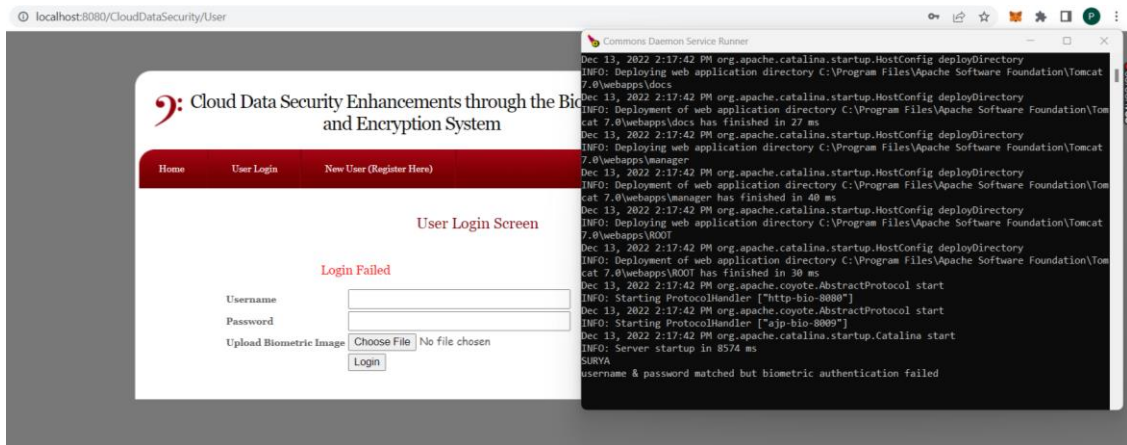 localhost:8080/CloudDataSecurity/User
P
Cloud Data Security Enhancements through the Bio
and Encryption System
Home User Login New User (Register Here)
User Login Screen
Login Failed
Username
Password
Upload Biometric Image Choose File No file chosen
Login
Commons Daemon Service Runner
Dec 13, 2022 2:17:42 PM org.apache.catalina.startup.HostConfig deployDirectory
INFO: Deploying web application directory C:\Program Files\Apache Software Foundation\Tomcat
7.0\webapps\docs
Dec 13, 2022 2:17:42 PM org.apache.catalina.startup.HostConfig deployDirectory
INFO: Deployment of web application directory C:\Program Files\Apache Software Foundation\Tom
cat 7.0\webapps\docs has finished in 27 ms
Dec 13, 2022 2:17:42 PM org.apache.catalina.startup.HostConfig deployDirectory
INFO: Deploying web application directory C:\Program Files\Apache Software Foundation\Tomcat
7.0\webapps\manager
Dec 13, 2022 2:17:42 PM org.apache.catalina.startup.HostConfig deployDirectory
INFO: Deployment of web application directory C:\Program Files\Apache Software Foundation\Tom
cat 7.0\webapps\manager has finished in 40 ms
Dec 13, 2022 2:17:42 PM org.apache.catalina.startup.HostConfig deployDirectory
INFO: Deploying web application directory C:\Program Files\Apache Software Foundation\Tomcat
7.0\webapps\ROOT
Dec 13, 2022 2:17:42 PM org.apache.catalina.startup.HostConfig deployDirectory
INFO: Deployment of web application directory C:\Program Files\Apache Software Foundation\Tom
cat 7.0\webapps\ROOT has finished in 30 ms
Dec 13, 2022 2:17:42 PM org.apache.coyote.AbstractProtocol start
INFO: Starting ProtocolHandler ["http-bio-8080"]
Dec 13, 2022 2:17:42 PM org.apache.coyote.AbstractProtocol start
INFO: Starting ProtocolHandler ["ajp-bio-8009"]
Dec 13, 2022 2:17:42 PM org.apache.catalina.startup.Catalina start
INFO: Server startup in 8574 ms
SURYA
username & password matched but biometric authentication failed